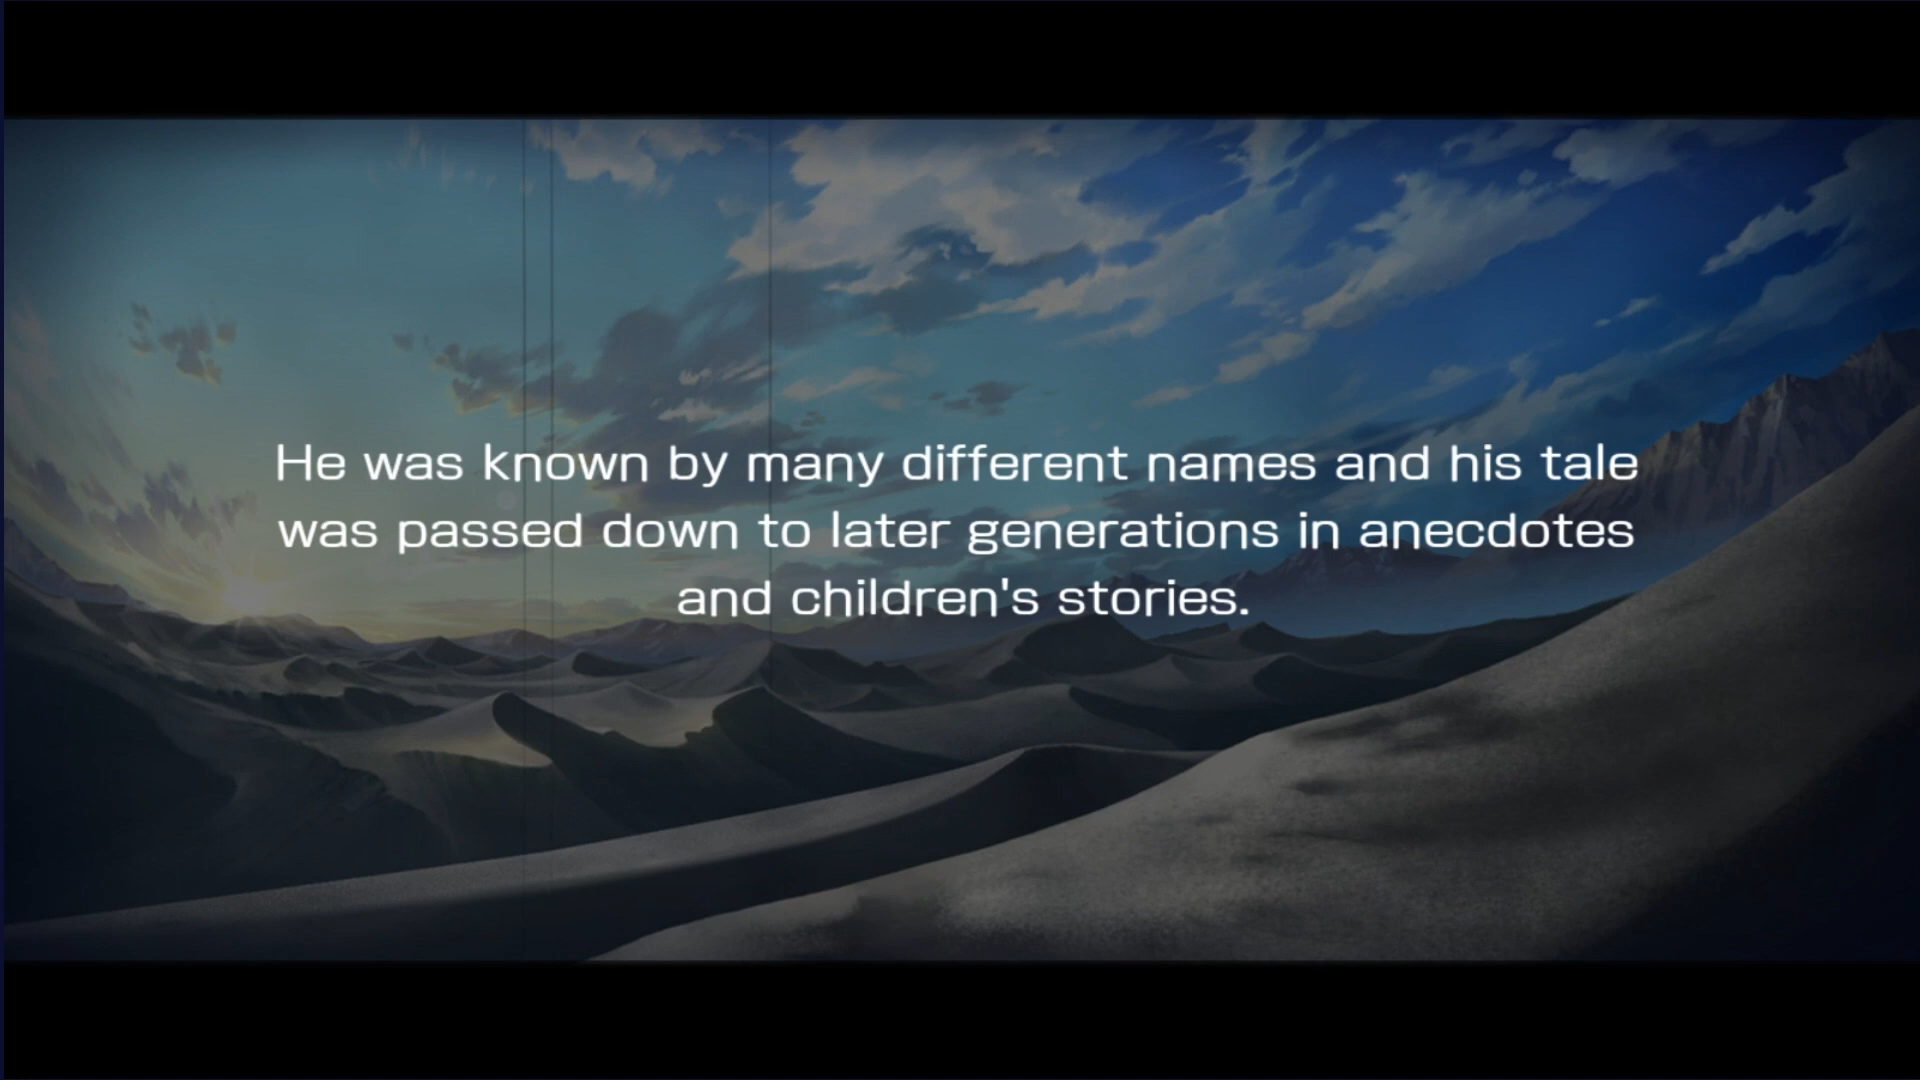 He was known by many different names and his tale
was passed down to later generations in anecdotes
and children's stories.